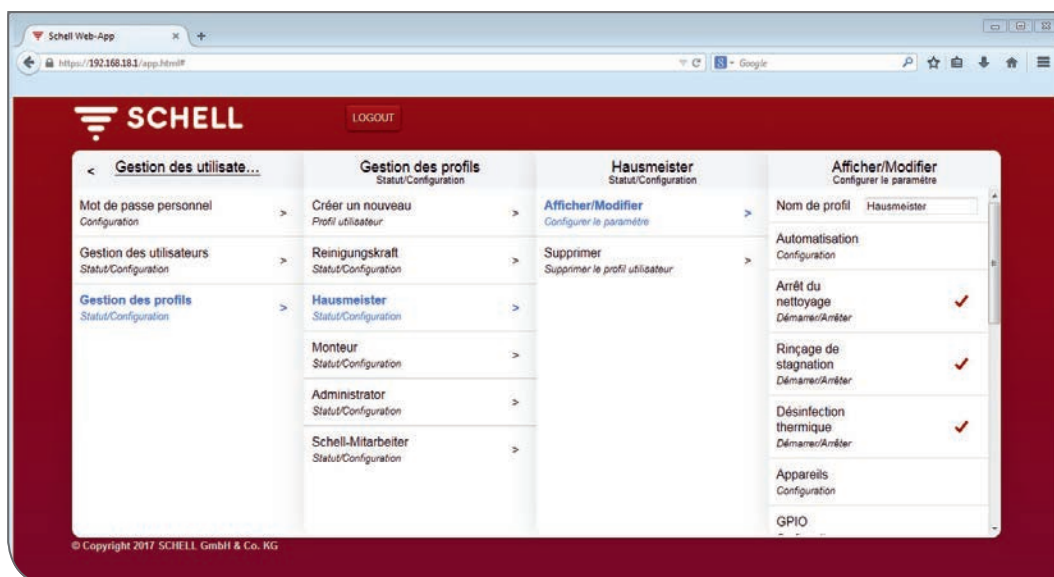 Schell Web-App
https://192.168.18.1/app.html#
Google
SCHELL
LOGOUT
< Gestion des utilisate...
Mot de passe personnel >
Configuration
Gestion des utilisateurs >
Statut/Configuration
Gestion des profils >
Statut/Configuration
Gestion des profils
Statut/Configuration
Créer un nouveau >
Profil utilisateur
Reinigungskraft >
Statut/Configuration
Hausmeister >
Statut/Configuration
Monteur >
Statut/Configuration
Administrator >
Statut/Configuration
Schell-Mitarbeiter >
Statut/Configuration
Hausmeister
Statut/Configuration
Afficher/Modifier >
Configurer le paramètre
Supprimer >
Supprimer le profil utilisateur
Afficher/Modifier
Configurer le paramètre
Nom de profil Hausmeister
Automatisation
Configuration
Arrêt du
nettoyage
Démarrer/Arrêter
Rinçage de
stagnation
Démarrer/Arrêter
Désinfection
thermique
Démarrer/Arrêter
Appareils
Configuration
GPIO
© Copyright 2017 SCHELL GmbH & Co. KG